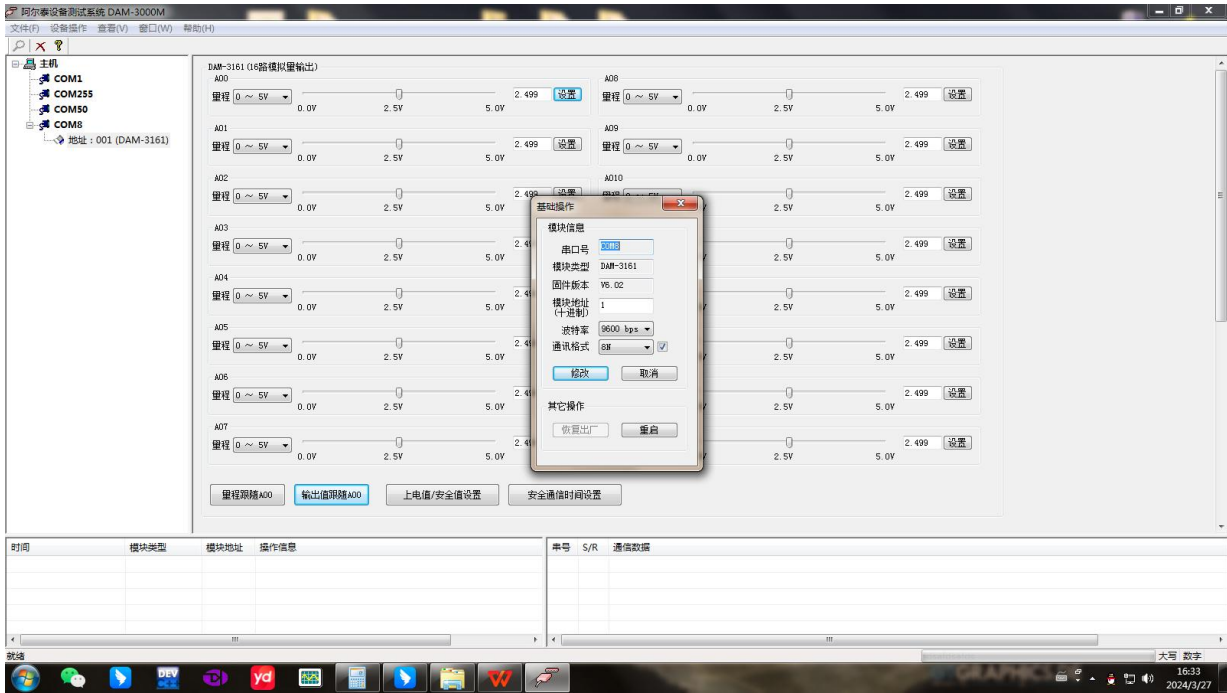 阿尔泰设备测试系统 DAM-3000M
文件(F) 设备操作 查看(V) 窗口(W) 帮助(H)
主机
COM1
COM255
COM50
COM8
地址：001 (DAM-3161)
DAM-3161(16路模拟量输出)
AO0
量程 0 ～ 5V 0.0V 2.5V 5.0V 2.499 设置
AO1
量程 0 ～ 5V 0.0V 2.5V 5.0V 2.499 设置
AO2
量程 0 ～ 5V 0.0V 2.5V 5.0V 2.499 设置
AO3
量程 0 ～ 5V 0.0V 2.5V 5.0V
AO4
量程 0 ～ 5V 0.0V 2.5V 5.0V
AO5
量程 0 ～ 5V 0.0V 2.5V 5.0V
AO6
量程 0 ～ 5V 0.0V 2.5V 5.0V
AO7
量程 0 ～ 5V 0.0V 2.5V 5.0V
AO8
量程 0 ～ 5V 0.0V 2.5V 5.0V 2.499 设置
AO9
量程 0 ～ 5V 0.0V 2.5V 5.0V 2.499 设置
AO10
2.5V 5.0V 2.499 设置
2.5V 5.0V 2.499 设置
2.5V 5.0V 2.499 设置
2.5V 5.0V 2.499 设置
2.5V 5.0V 2.499 设置
2.5V 5.0V 2.499 设置
量程跟随AO0 输出值跟随AO0 上电值/安全值设置 安全通信时间设置
基础操作
模块信息
串口号 COM8
模块类型 DAM-3161
固件版本 V6.02
模块地址 1
(十进制)
波特率 9600 bps
通讯格式 8N
修改 取消
其它操作
恢复出厂 重启
时间 模块类型 模块地址 操作信息
串号 S/R 通信数据
就绪
大写 数字
DEV
yd
16:33
2024/3/27